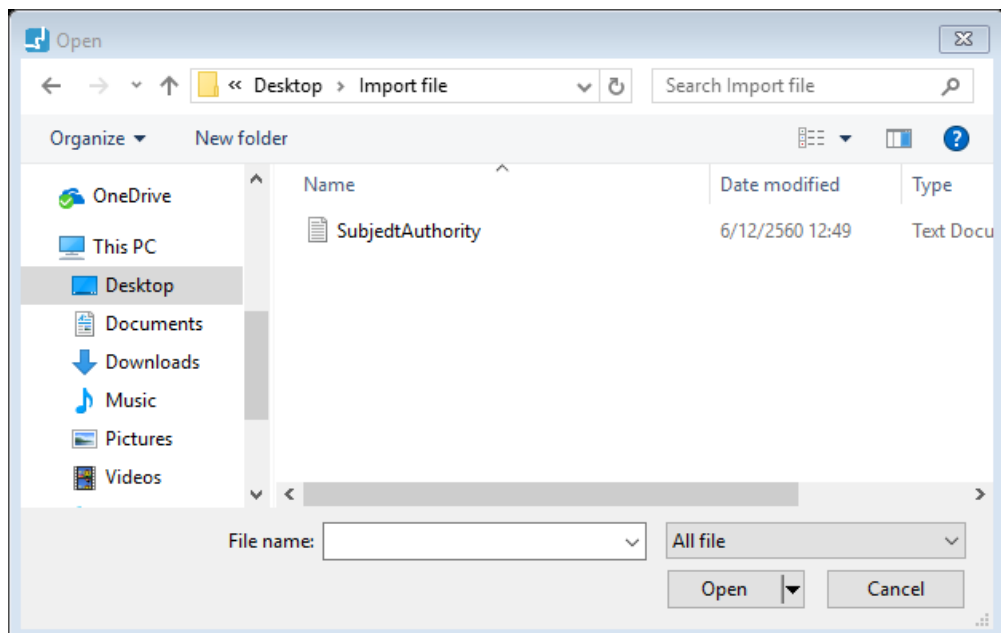 Open
« Desktop › Import file
Search Import file
Organize
New folder
?
OneDrive
This PC
Desktop
Documents
Downloads
Music
Pictures
Videos
Name
Date modified
Type
SubjedtAuthority
6/12/2560 12:49
Text Docu
File name:
All file
Open
Cancel